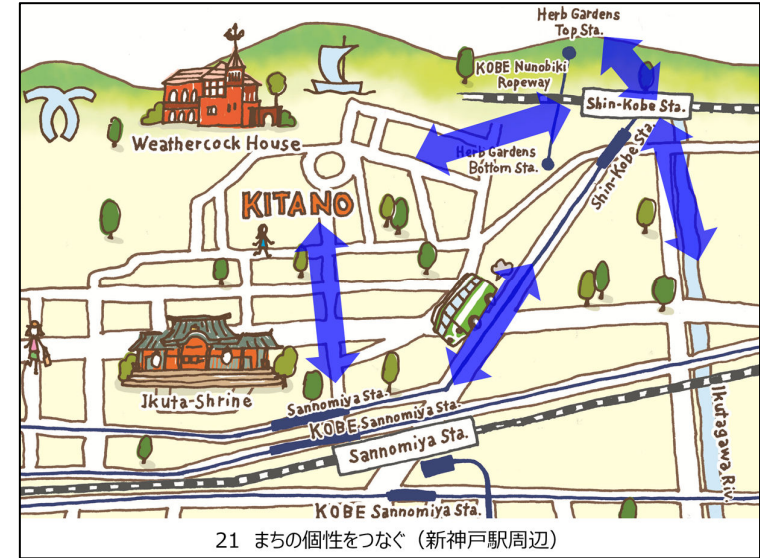 Herb Gardens
Top Sta.
KOBE Nunobiki
Ropeway
Shin-Kobe Sta.
Weathercock House
Herb Gardens
Bottom Sta.
Shin-Kobe Sta.
KITANO
Ikuta-Shrine
Sannomiya Sta.
KOBE Sannomiya Sta.
Sannomiya Sta.
Ikutagawa Riv.
KOBE Sannomiya Sta.
21 まちの個性をつなぐ（新神戸駅周辺）